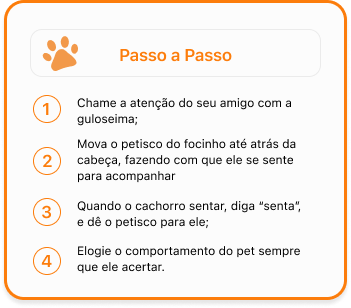 Passo a Passo
1
Chame a atenção do seu amigo com a
guloseima;
2
Mova o petisco do focinho até atrás da
cabeça, fazendo com que ele se sente
para acompanhar
3
Quando o cachorro sentar, diga “senta”,
e dê o petisco para ele;
4
Elogie o comportamento do pet sempre
que ele acertar.